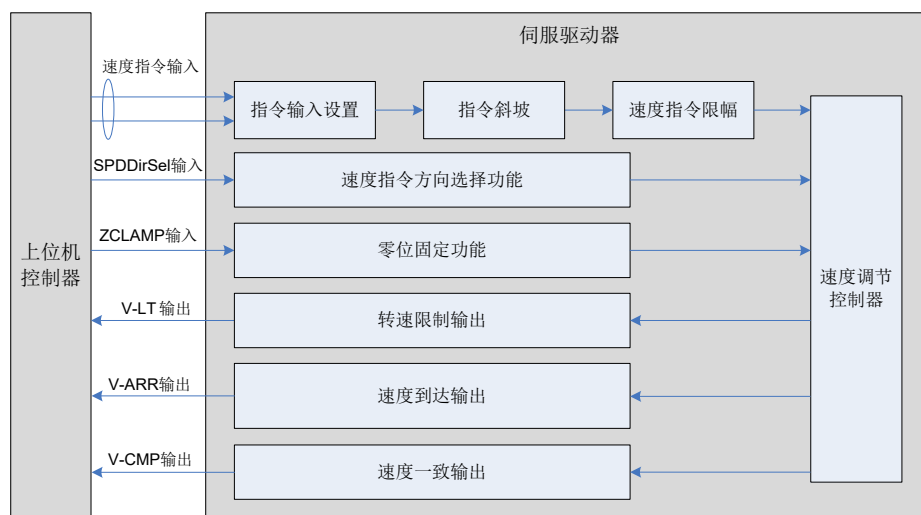 伺服驱动器
速度指令输入
指令输入设置
指令斜坡
速度指令限幅
SPDDirSel输入
速度指令方向选择功能
ZCLAMP输入
零位固定功能
上位机
控制器
速度调节
控制器
V-LT 输出
转速限制输出
V-ARR输出
速度到达输出
V-CMP输出
速度一致输出